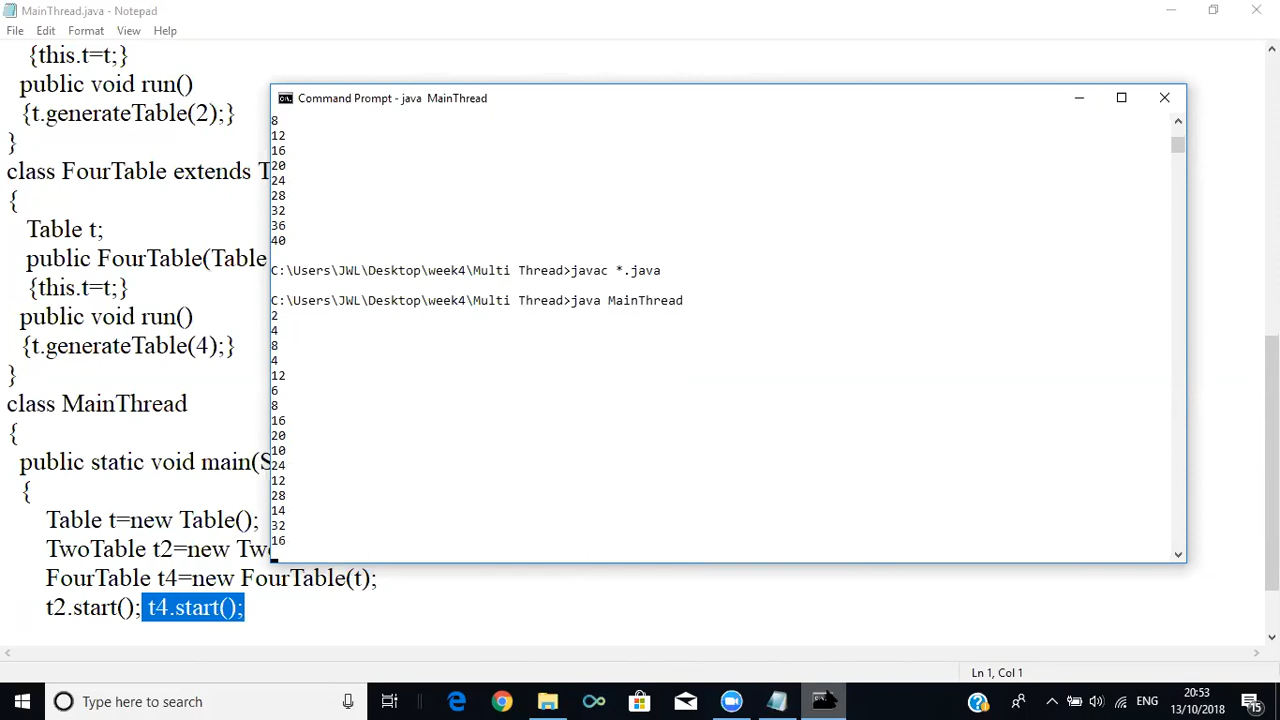 MainThread.java - Notepad
File Edit Format View Help
{this.t=t;}
public void run()
{t.generateTable(2);}
}
class FourTable extends T
{
Table t;
public FourTable(Table
{this.t=t;}
public void run()
{t.generateTable(4);}
}
class MainThread
{
public static void main(S
{
Table t=new Table();
TwoTable t2=new Two
FourTable t4=new FourTable(t);
t2.start(); t4.start();
Command Prompt - java MainThread
8
12
16
20
24
28
32
36
40
C:\Users\JWL\Desktop\week4\Multi Thread>javac *.java
C:\Users\JWL\Desktop\week4\Multi Thread>java MainThread
2
4
8
4
12
6
8
16
20
10
24
12
28
14
32
16
Ln 1, Col 1
Type here to search
ENG
20:53
13/10/2018
15